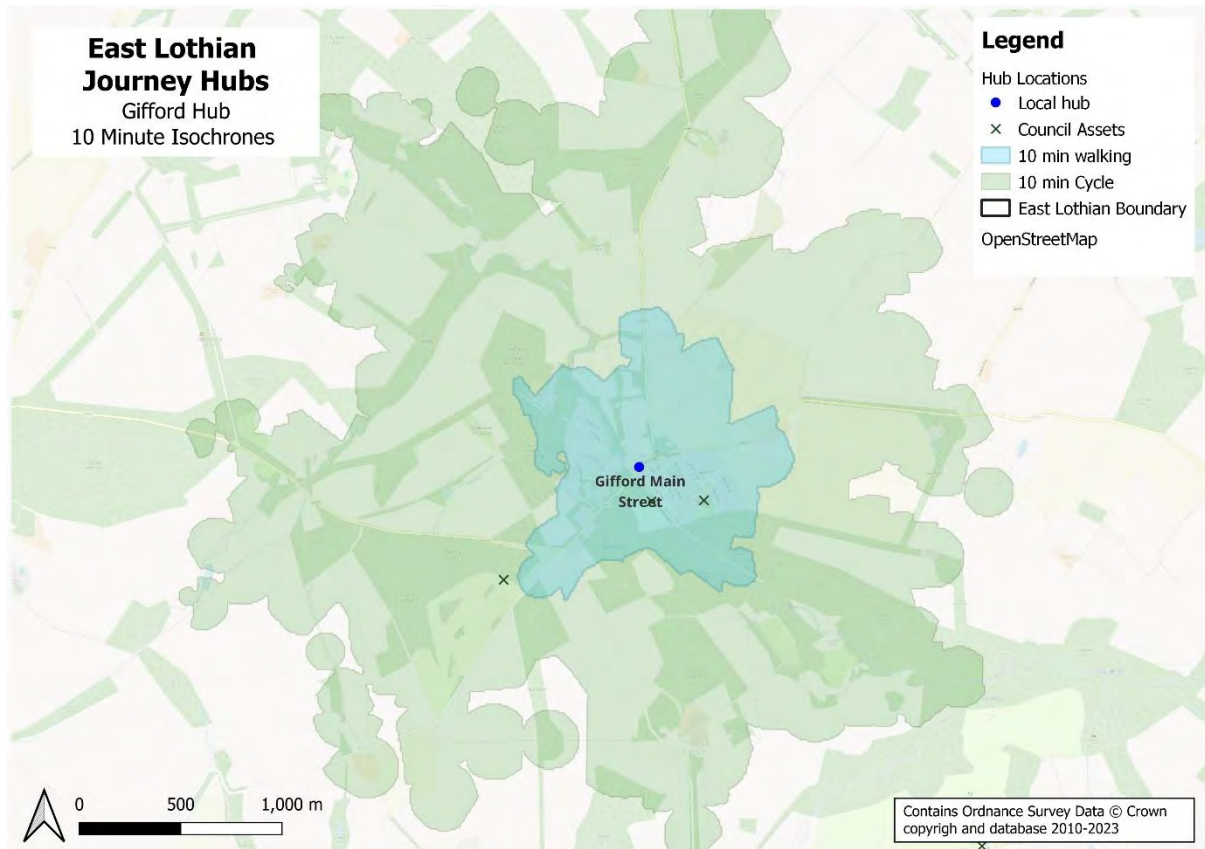 East Lothian
Journey Hubs
Gifford Hub
10 Minute Isochrones
Legend
Hub Locations
Local hub
Council Assets
10 min walking
10 min Cycle
East Lothian Boundary
OpenStreetMap
Gifford Main
Street
0 500 1,000 m
Contains Ordnance Survey Data © Crown
copyrigh and database 2010-2023